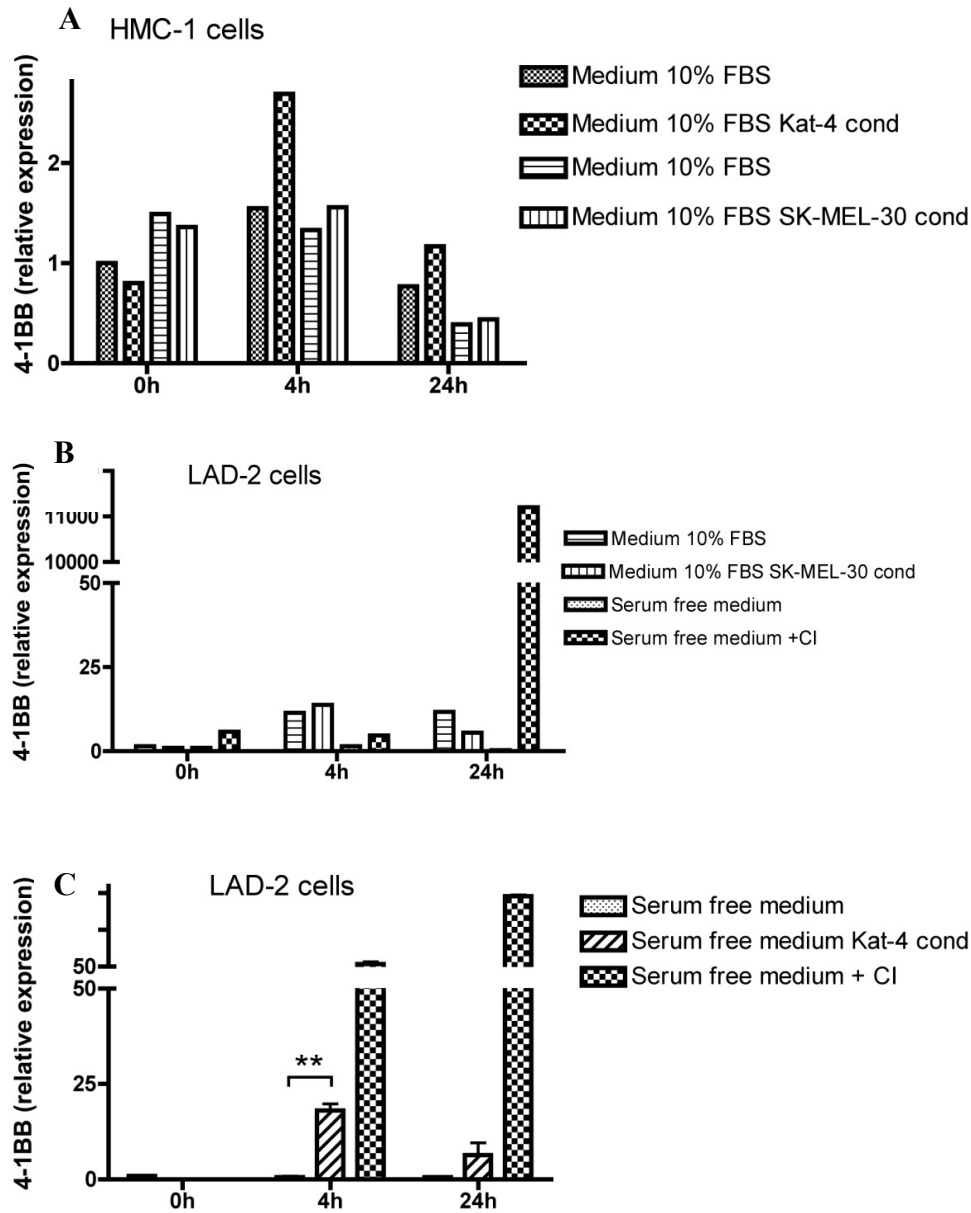 A
HMC-1 cells
4-1BB (relative expression)
2
1
0
0h
4h
24h
Medium 10% FBS
Medium 10% FBS Kat-4 cond
Medium 10% FBS
Medium 10% FBS SK-MEL-30 cond
B
LAD-2 cells
4-1BB (relative expression)
11000
10000
50
25
0
0h
4h
24h
Medium 10% FBS
Medium 10% FBS SK-MEL-30 cond
Serum free medium
Serum free medium +CI
C
LAD-2 cells
4-1BB (relative expression)
50
50
25
0
**
0h
4h
24h
Serum free medium
Serum free medium Kat-4 cond
Serum free medium + CI